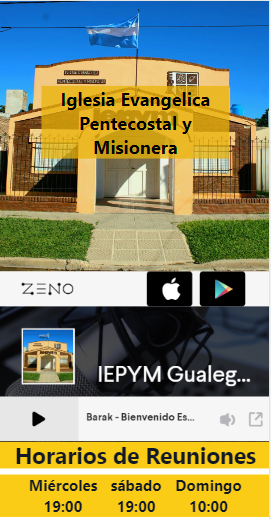 Iglesia Evangelica
Pentecostal y
Misionera
iepym
ZENO
IEPYM Gualeg...
Barak - Bienvenido Es...
Horarios de Reuniones
Miércoles sábado Domingo
19:00 19:00 10:00